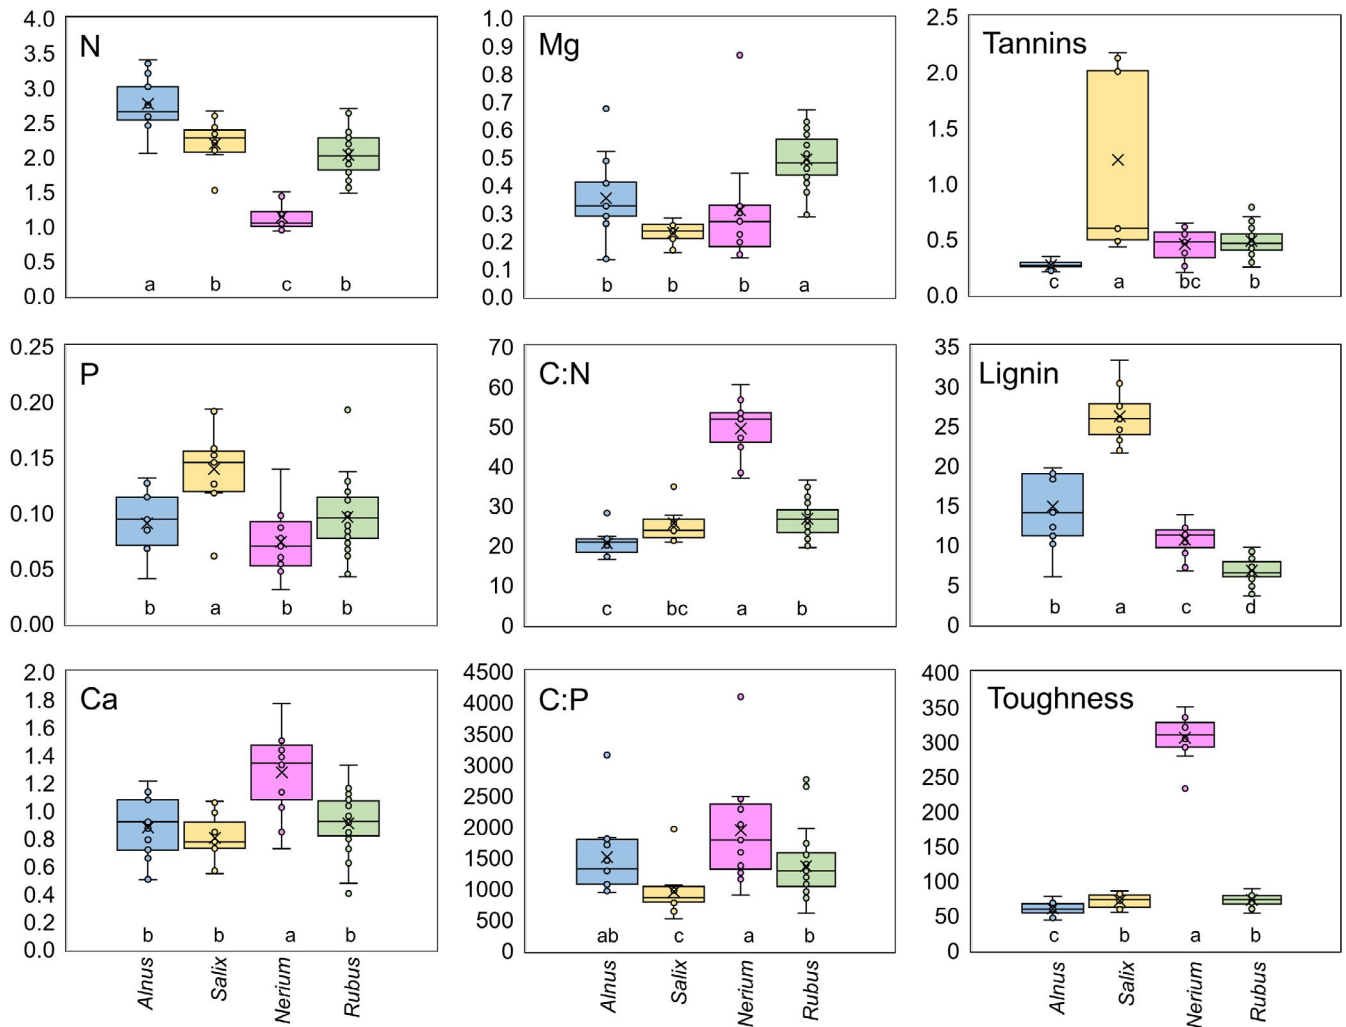 N
4.0
3.5
3.0
2.5
2.0
1.5
1.0
0.5
0.0
a b c b
Mg
1.0
0.9
0.8
0.7
0.6
0.5
0.4
0.3
0.2
0.1
0.0
b b b a
Tannins
2.5
2.0
1.5
1.0
0.5
0.0
c a bc b
P
0.25
0.20
0.15
0.10
0.05
0.00
b a b b
C:N
70
60
50
40
30
20
10
0
c bc a b
Lignin
35
30
25
20
15
10
5
0
b a c d
Ca
2.0
1.8
1.6
1.4
1.2
1.0
0.8
0.6
0.4
0.2
0.0
b b a b
Alnus
Salix
Nerium
Rubus
C:P
4500
4000
3500
3000
2500
2000
1500
1000
500
0
ab c a b
Alnus
Salix
Nerium
Rubus
Toughness
400
350
300
250
200
150
100
50
0
c b a b
Alnus
Salix
Nerium
Rubus